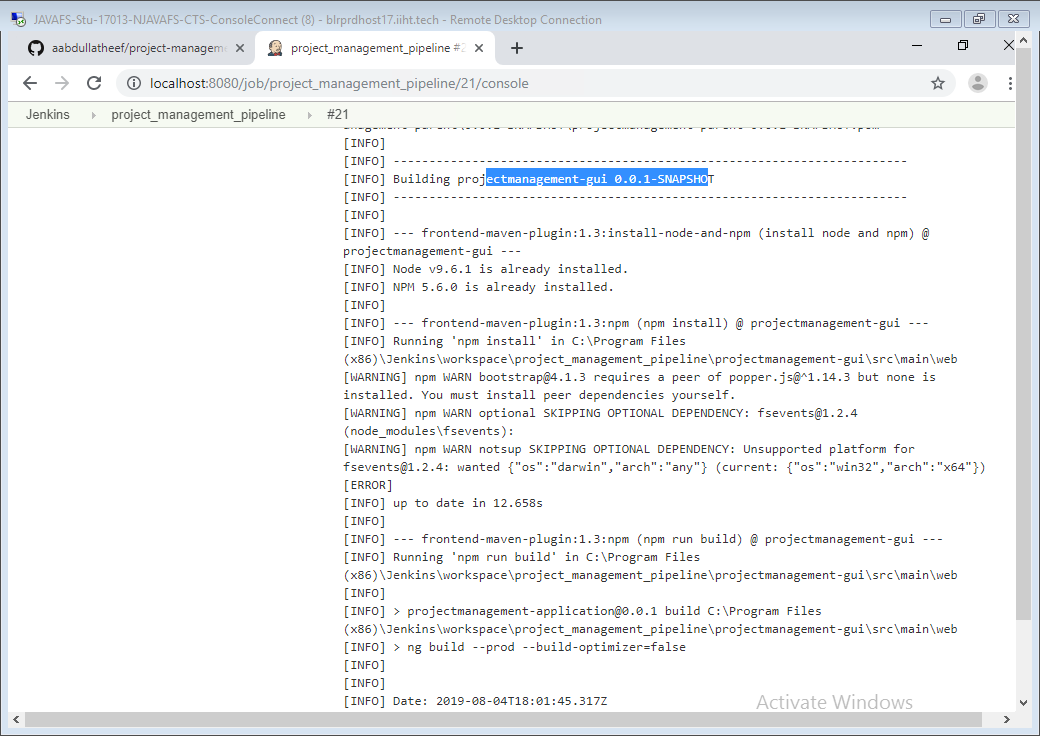 JAVAFS-Stu-17013-NJAVAFS-CTS-ConsoleConnect (8) - blrprdhost17.iiht.tech - Remote Desktop Connection
aabdullatheef/project-managem
project_management_pipeline #2
localhost:8080/job/project_management_pipeline/21/console
Jenkins
project_management_pipeline
#21
[INFO]
[INFO] ------------------------------------------------------------------------
[INFO] Building projectmanagement-gui 0.0.1-SNAPSHOT
[INFO] ------------------------------------------------------------------------
[INFO]
[INFO] --- frontend-maven-plugin:1.3:install-node-and-npm (install node and npm) @
projectmanagement-gui ---
[INFO] Node v9.6.1 is already installed.
[INFO] NPM 5.6.0 is already installed.
[INFO]
[INFO] --- frontend-maven-plugin:1.3:npm (npm install) @ projectmanagement-gui ---
[INFO] Running 'npm install' in C:\Program Files
(x86)\Jenkins\workspace\project_management_pipeline\projectmanagement-gui\src\main\web
[WARNING] npm WARN bootstrap@4.1.3 requires a peer of popper.js@^1.14.3 but none is
installed. You must install peer dependencies yourself.
[WARNING] npm WARN optional SKIPPING OPTIONAL DEPENDENCY: fsevents@1.2.4
(node_modules\fsevents):
[WARNING] npm WARN notsup SKIPPING OPTIONAL DEPENDENCY: Unsupported platform for
fsevents@1.2.4: wanted {"os":"darwin","arch":"any"} (current: {"os":"win32","arch":"x64"})
[ERROR]
[INFO] up to date in 12.658s
[INFO]
[INFO] --- frontend-maven-plugin:1.3:npm (npm run build) @ projectmanagement-gui ---
[INFO] Running 'npm run build' in C:\Program Files
(x86)\Jenkins\workspace\project_management_pipeline\projectmanagement-gui\src\main\web
[INFO]
[INFO] > projectmanagement-application@0.0.1 build C:\Program Files
(x86)\Jenkins\workspace\project_management_pipeline\projectmanagement-gui\src\main\web
[INFO] > ng build --prod --build-optimizer=false
[INFO]
[INFO]
[INFO] Date: 2019-08-04T18:01:45.317Z
Activate Windows